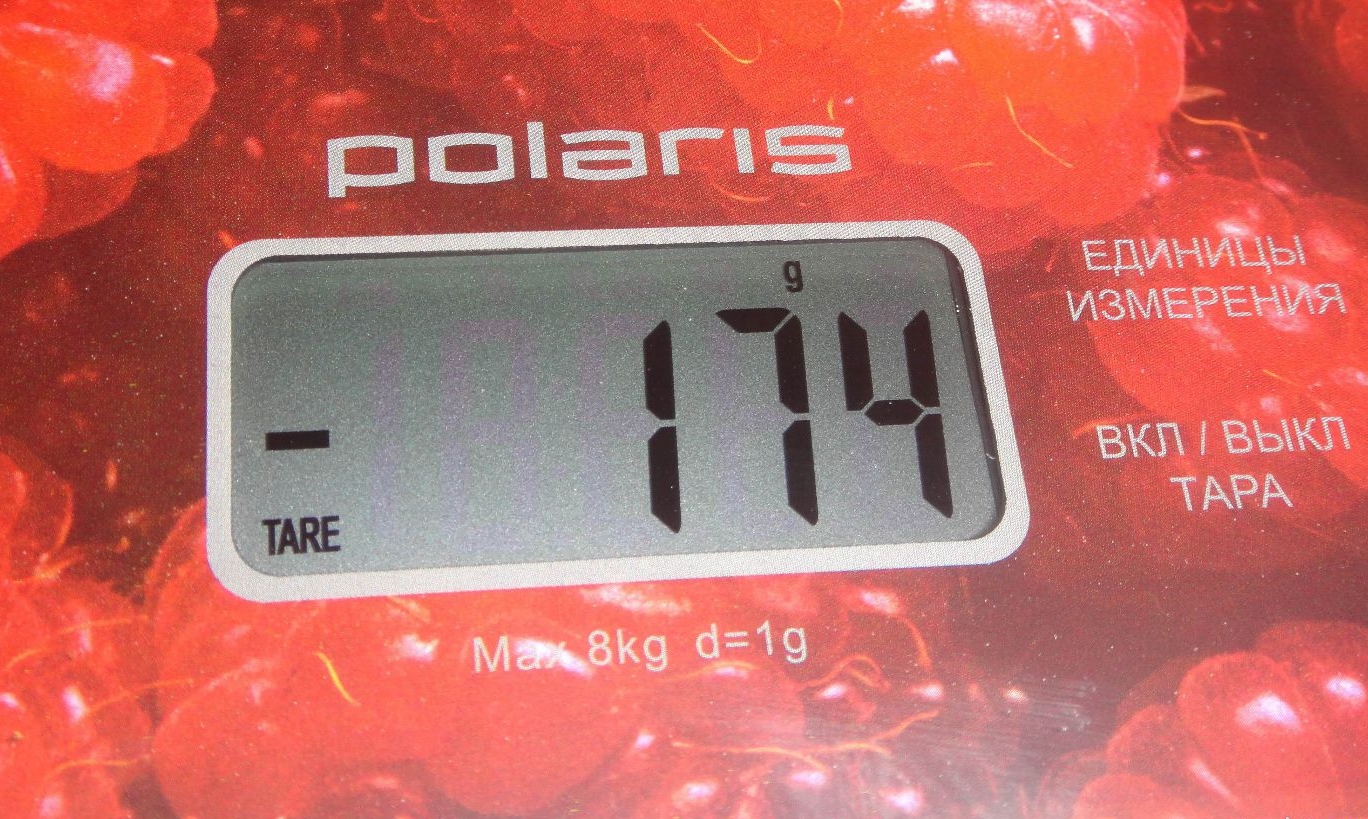 polaris
g
- 174
TARE
Max 8kg d=1g
ЕДИНИЦЫ
ИЗМЕРЕНИЯ
ВКЛ / ВЫКЛ
ТАРА